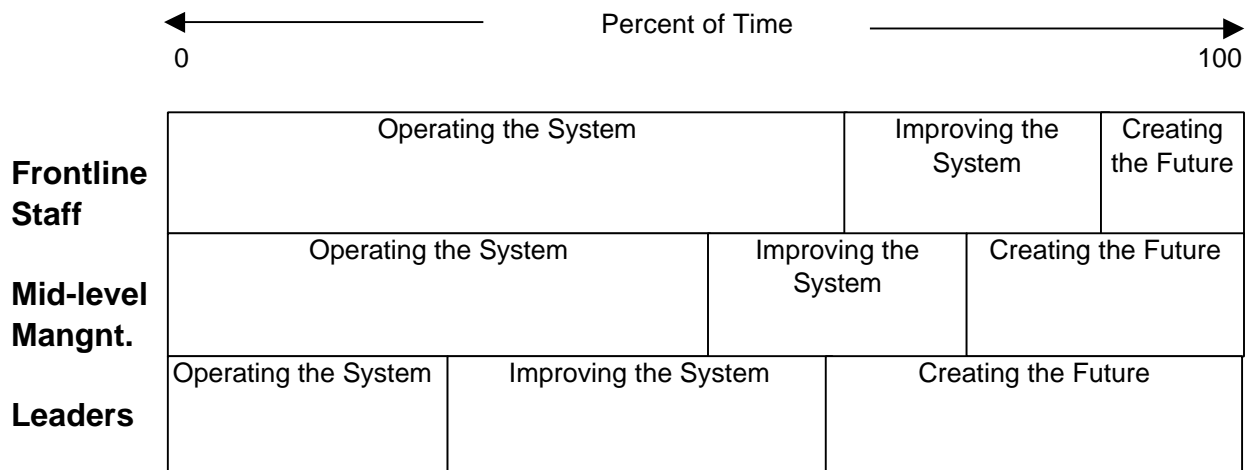 Percent of Time
0
100
Frontline
Staff
Operating the System
Improving the
System
Creating
the Future
Mid-level
Mangnt.
Operating the System
Improving the
System
Creating the Future
Leaders
Operating the System
Improving the System
Creating the Future